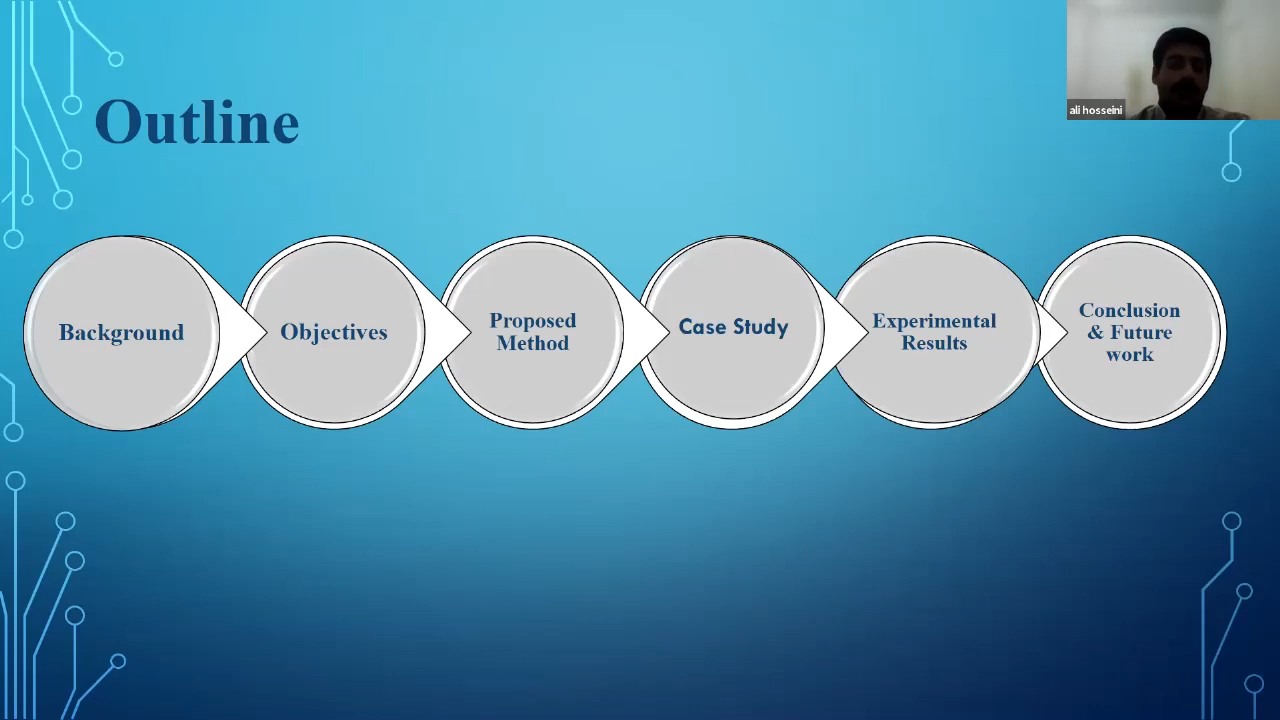 Outline
ali hosseini
Background
Objectives
Proposed
Method
Case Study
Experimental
Results
Conclusion
& Future
work